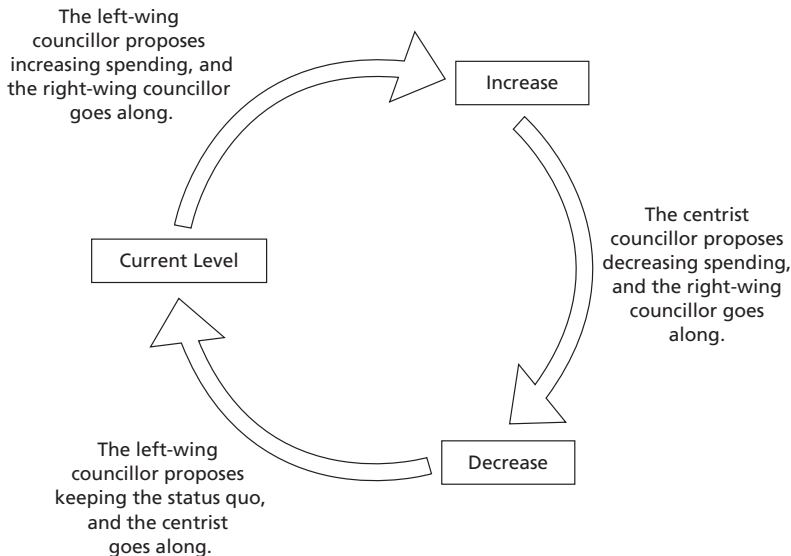 The left-wing
councillor proposes
increasing spending, and
the right-wing councillor
goes along.
Increase
The centrist
councillor proposes
decreasing spending,
and the right-wing
councillor goes
along.
Decrease
The left-wing
councillor proposes
keeping the status quo,
and the centrist
goes along.
Current Level